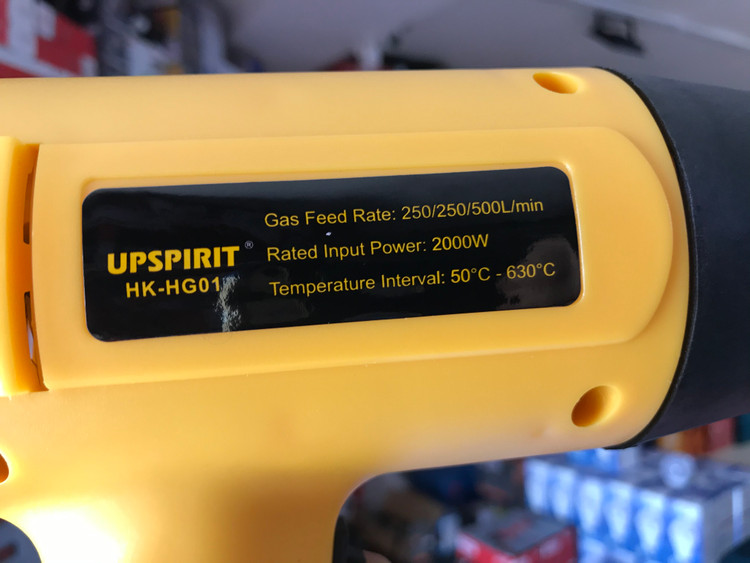 UPSPIRIT®
HK-HG01
Gas Feed Rate: 250/250/500L/min
Rated Input Power: 2000W
Temperature Interval: 50°C - 630°C